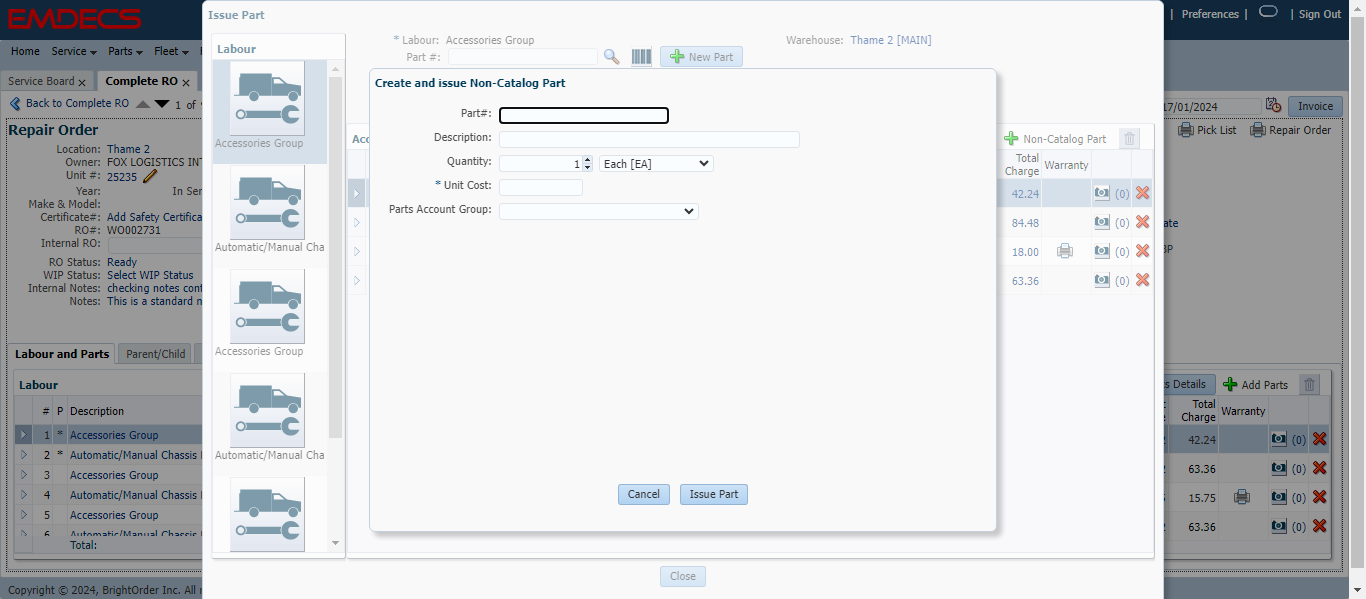 EMDECS
| Preferences | | Sign Out
Home Service Parts Fleet
Service Board x Complete RO x
Back to Complete RO 1 of
17/01/2024 Invoice
Pick List Repair Order
Repair Order
Location: Thame 2
Owner: FOX LOGISTICS INT
Unit #: 25235
Year: In Ser
Make & Model:
Certificate#: Add Safety Certifica
RO#: WO002731
Internal RO:
RO Status: Ready
WIP Status: Select WIP Status
Internal Notes: checking notes cont
Notes: This is a standard n
Labour and Parts Parent/Child
Labour
# P Description
1 * Accessories Group
2 * Automatic/Manual Chassis
3 Accessories Group
4 Automatic/Manual Chassis
5 Accessories Group
6 Automatic/Manual Chassis
Total:
Copyright © 2024, BrightOrder Inc. All
Issue Part
Labour
Accessories Group
Automatic/Manual Cha
Accessories Group
Automatic/Manual Cha
* Labour: Accessories Group Warehouse: Thame 2 [MAIN]
Part #: New Part
Acc
Non-Catalog Part
Total Charge Warranty
42.24 (0)
84.48 (0)
18.00 (0)
63.36 (0)
Create and issue Non-Catalog Part
Part#:
Description:
Quantity: 1 Each [EA]
* Unit Cost:
Parts Account Group:
Cancel Issue Part
Close
ate
BP
s Details Add Parts
Total Charge Warranty
42.24 (0)
63.36 (0)
15.75 (0)
63.36 (0)